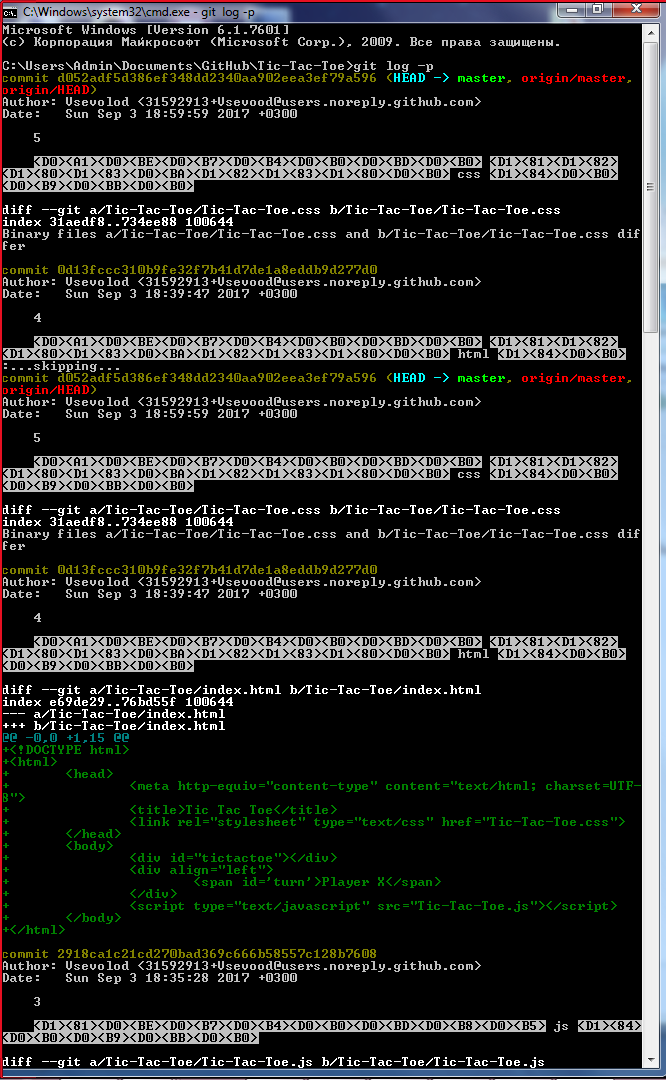 C:\Windows\system32\cmd.exe - git log -p
Microsoft Windows [Version 6.1.7601]
(c) Корпорация Майкрософт (Microsoft Corp.), 2009. Все права защищены.
C:\Users\Admin\Documents\GitHub\Tic-Tac-Toe>git log -p
commit d052adf5d386ef348dd2340aa902eea3ef79a596 (HEAD -> master, origin/master,
origin/HEAD)
Author: Vsevolod <31592913+Vsevood@users.noreply.github.com>
Date:   Sun Sep 3 18:59:59 2017 +0300
5
<D0><A1><D0><BE><D0><B7><D0><B4><D0><B0><D0><BD><D0><B0> <D1><81><D1><82>
<D1><80><D1><83><D0><BA><D1><82><D1><83><D1><80><D0><B0> css <D1><84><D0><B0>
<D0><B9><D0><BB><D0><B0>
diff --git a/Tic-Tac-Toe/Tic-Tac-Toe.css b/Tic-Tac-Toe/Tic-Tac-Toe.css
index 31aedf8..734ee88 100644
Binary files a/Tic-Tac-Toe/Tic-Tac-Toe.css and b/Tic-Tac-Toe/Tic-Tac-Toe.css dif
fer
commit 0d13fccc310b9fe32f7b41d7de1a8eddb9d277d0
Author: Vsevolod <31592913+Vsevood@users.noreply.github.com>
Date:   Sun Sep 3 18:39:47 2017 +0300
4
<D0><A1><D0><BE><D0><B7><D0><B4><D0><B0><D0><BD><D0><B0> <D1><81><D1><82>
<D1><80><D1><83><D0><BA><D1><82><D1><83><D1><80><D0><B0> html <D1><84><D0><B0>
:...skipping...
commit d052adf5d386ef348dd2340aa902eea3ef79a596 (HEAD -> master, origin/master,
origin/HEAD)
Author: Vsevolod <31592913+Vsevood@users.noreply.github.com>
Date:   Sun Sep 3 18:59:59 2017 +0300
5
<D0><A1><D0><BE><D0><B7><D0><B4><D0><B0><D0><BD><D0><B0> <D1><81><D1><82>
<D1><80><D1><83><D0><BA><D1><82><D1><83><D1><80><D0><B0> css <D1><84><D0><B0>
<D0><B9><D0><BB><D0><B0>
diff --git a/Tic-Tac-Toe/Tic-Tac-Toe.css b/Tic-Tac-Toe/Tic-Tac-Toe.css
index 31aedf8..734ee88 100644
Binary files a/Tic-Tac-Toe/Tic-Tac-Toe.css and b/Tic-Tac-Toe/Tic-Tac-Toe.css dif
fer
commit 0d13fccc310b9fe32f7b41d7de1a8eddb9d277d0
Author: Vsevolod <31592913+Vsevood@users.noreply.github.com>
Date:   Sun Sep 3 18:39:47 2017 +0300
4
<D0><A1><D0><BE><D0><B7><D0><B4><D0><B0><D0><BD><D0><B0> <D1><81><D1><82>
<D1><80><D1><83><D0><BA><D1><82><D1><83><D1><80><D0><B0> html <D1><84><D0><B0>
<D0><B9><D0><BB><D0><B0>
diff --git a/Tic-Tac-Toe/index.html b/Tic-Tac-Toe/index.html
index e69de29..76bd55f 100644
--- a/Tic-Tac-Toe/index.html
+++ b/Tic-Tac-Toe/index.html
@@ -0,0 +1,15 @@
+<!DOCTYPE html>
+<html>
+       <head>
+               <meta http-equiv="content-type" content="text/html; charset=UTF-
8">
+               <title>Tic Tac Toe</title>
+               <link rel="stylesheet" type="text/css" href="Tic-Tac-Toe.css">
+       </head>
+       <body>
+               <div id="tictactoe"></div>
+               <div align="left">
+                       <span id='turn'>Player X</span>
+               </div>
+               <script type="text/javascript" src="Tic-Tac-Toe.js"></script>
+       </body>
+</html>
commit 2918ca1c21cd270bad369c666b58557c128b7608
Author: Vsevolod <31592913+Vsevood@users.noreply.github.com>
Date:   Sun Sep 3 18:35:28 2017 +0300
3
<D1><81><D0><BE><D0><B7><D0><B4><D0><B0><D0><BD><D0><B8><D0><B5> js <D1><84>
<D0><B0><D0><B9><D0><BB><D0><B0>
diff --git a/Tic-Tac-Toe/Tic-Tac-Toe.js b/Tic-Tac-Toe/Tic-Tac-Toe.js